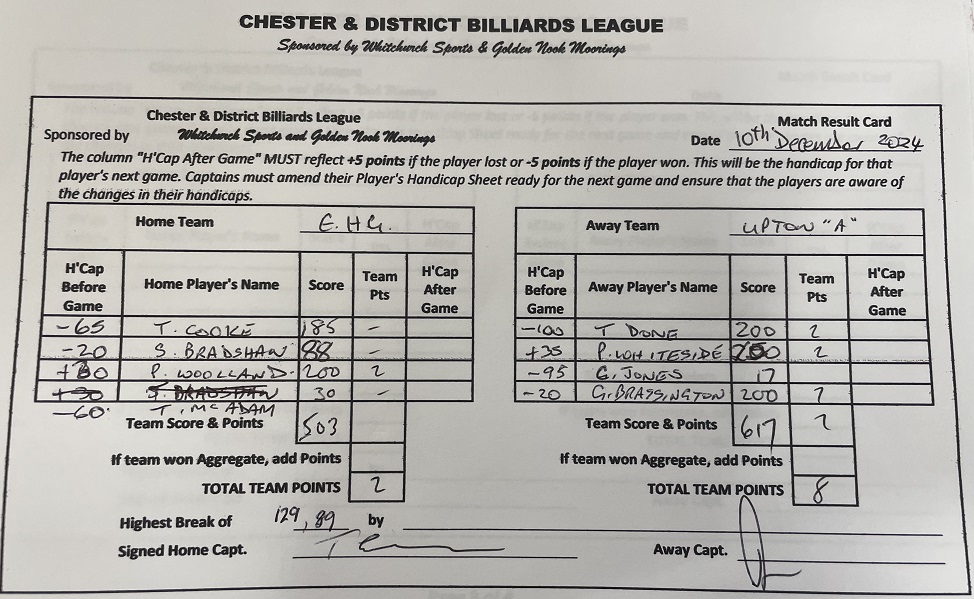 CHESTER & DISTRICT BILLIARDS LEAGUE
Sponsored by Whitchurch Sports & Golden Nook Moorings
Chester & District Billiards League
Match Result Card
Sponsored by Whitchurch Sports and Golden Nook Moorings
Date 10th December 2024
The column "H'Cap After Game" MUST reflect +5 points if the player lost or -5 points if the player won. This will be the handicap for that
player's next game. Captains must amend their Player's Handicap Sheet ready for the next game and ensure that the players are aware of
the changes in their handicaps.
Home Team E.H.G.
H'Cap Before Game Home Player's Name Score Team Pts H'Cap After Game
-65 T. COOKE 185 -
-20 S. BRADSHAW 88 -
+30 P. WOOLLAND 200 2
+30 S. BRADSHAW 30 -
-60 T. McADAM
Team Score & Points 503
If team won Aggregate, add Points
TOTAL TEAM POINTS 2
Away Team UPTON "A"
H'Cap Before Game Away Player's Name Score Team Pts H'Cap After Game
-100 T DONE 200 2
+35 P. WHITESIDE 200 2
-95 G. JONES 17
-20 G. BRASSINGTON 200 2
Team Score & Points 617 2
If team won Aggregate, add Points
TOTAL TEAM POINTS 8
Highest Break of 129, 89 by
Signed Home Capt.
Away Capt.